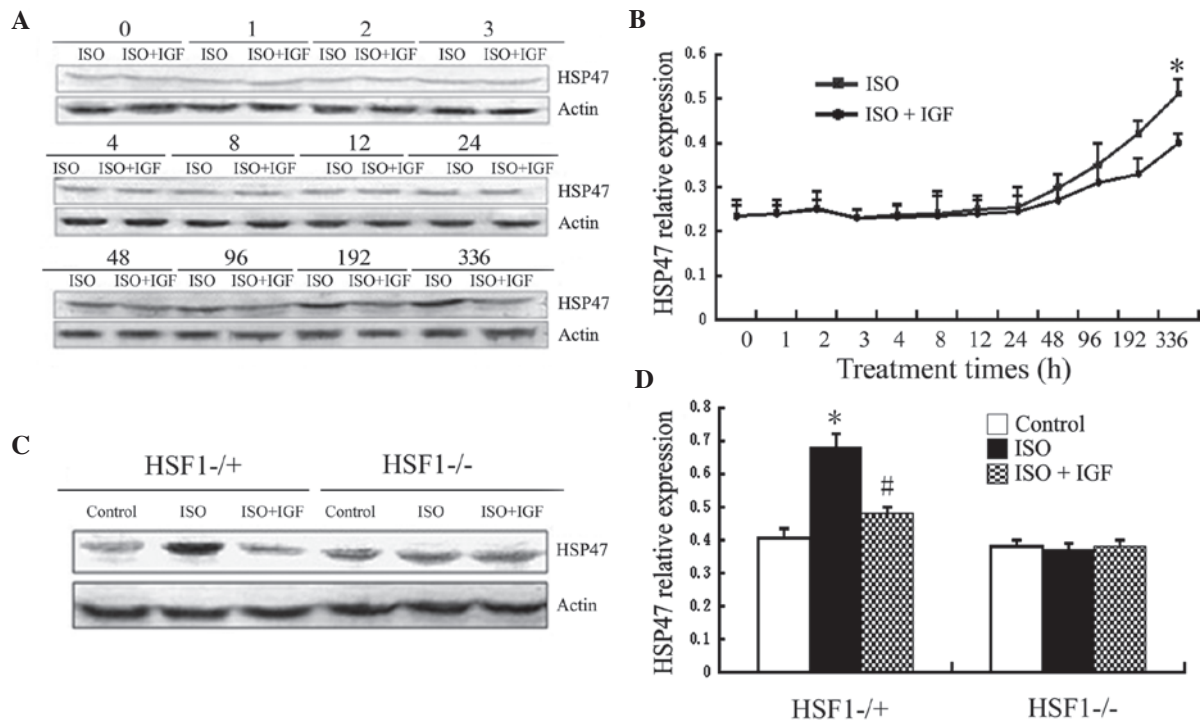 A
0 1 2 3
ISO ISO+IGF ISO ISO+IGF ISO ISO+IGF ISO ISO+IGF
HSP47
Actin
4 8 12 24
ISO ISO+IGF ISO ISO+IGF ISO ISO+IGF ISO ISO+IGF
HSP47
Actin
48 96 192 336
ISO ISO+IGF ISO ISO+IGF ISO ISO+IGF ISO ISO+IGF
HSP47
Actin
B
HSP47 relative expression
0.6
0.5
0.4
0.3
0.2
0.1
0
*
ISO
ISO + IGF
0 1 2 3 4 8 12 24 48 96 192 336
Treatment times (h)
C
HSF1-/+ HSF1-/-
Control ISO ISO+IGF Control ISO ISO+IGF
HSP47
Actin
D
HSP47 relative expression
0.8
0.7
0.6
0.5
0.4
0.3
0.2
0.1
0
*
#
Control
ISO
ISO + IGF
HSF1-/+ HSF1-/-